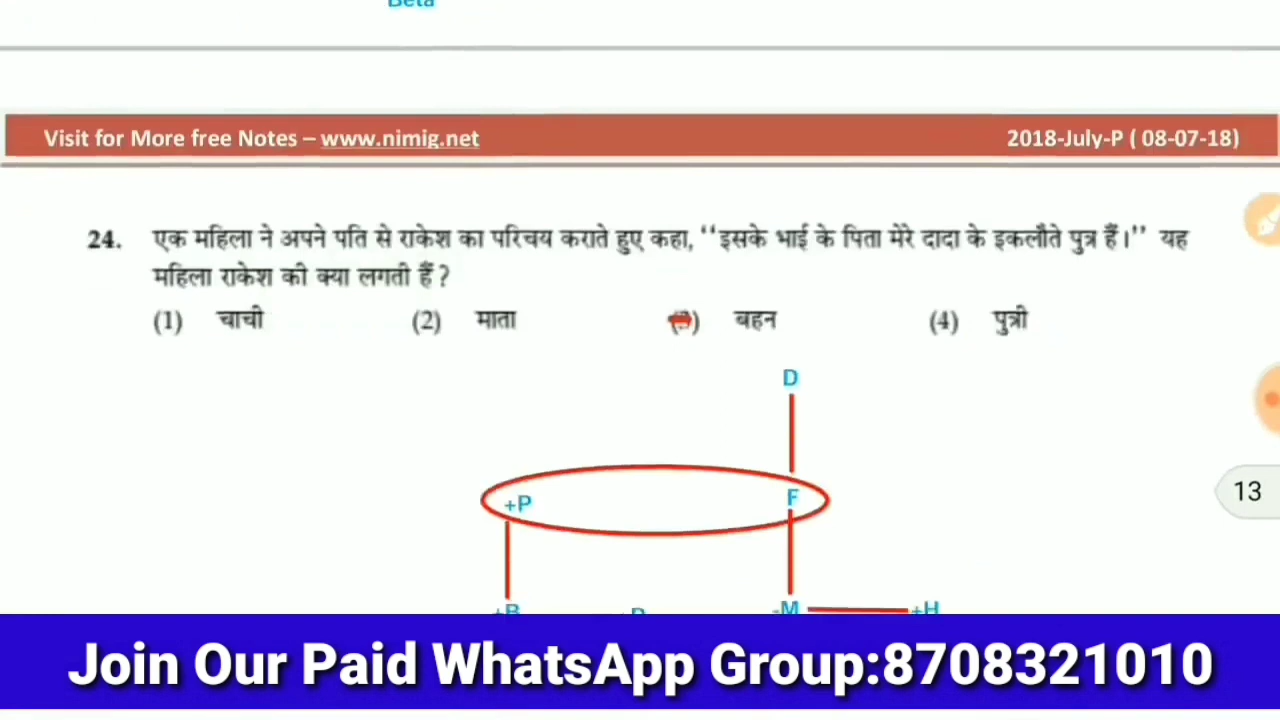 Beta
Visit for More free Notes – www.nimig.net 2018-July-P ( 08-07-18)
24. एक महिला ने अपने पति से राकेश का परिचय कराते हुए कहा, ‘‘इसके भाई के पिता मेरे दादा के इकलौते पुत्र हैं।’’ यह
महिला राकेश की क्या लगती हैं ?
(1) चाची (2) माता (3) बहन (4) पुत्री
D
+P F
13
-M +H
Join Our Paid WhatsApp Group:8708321010